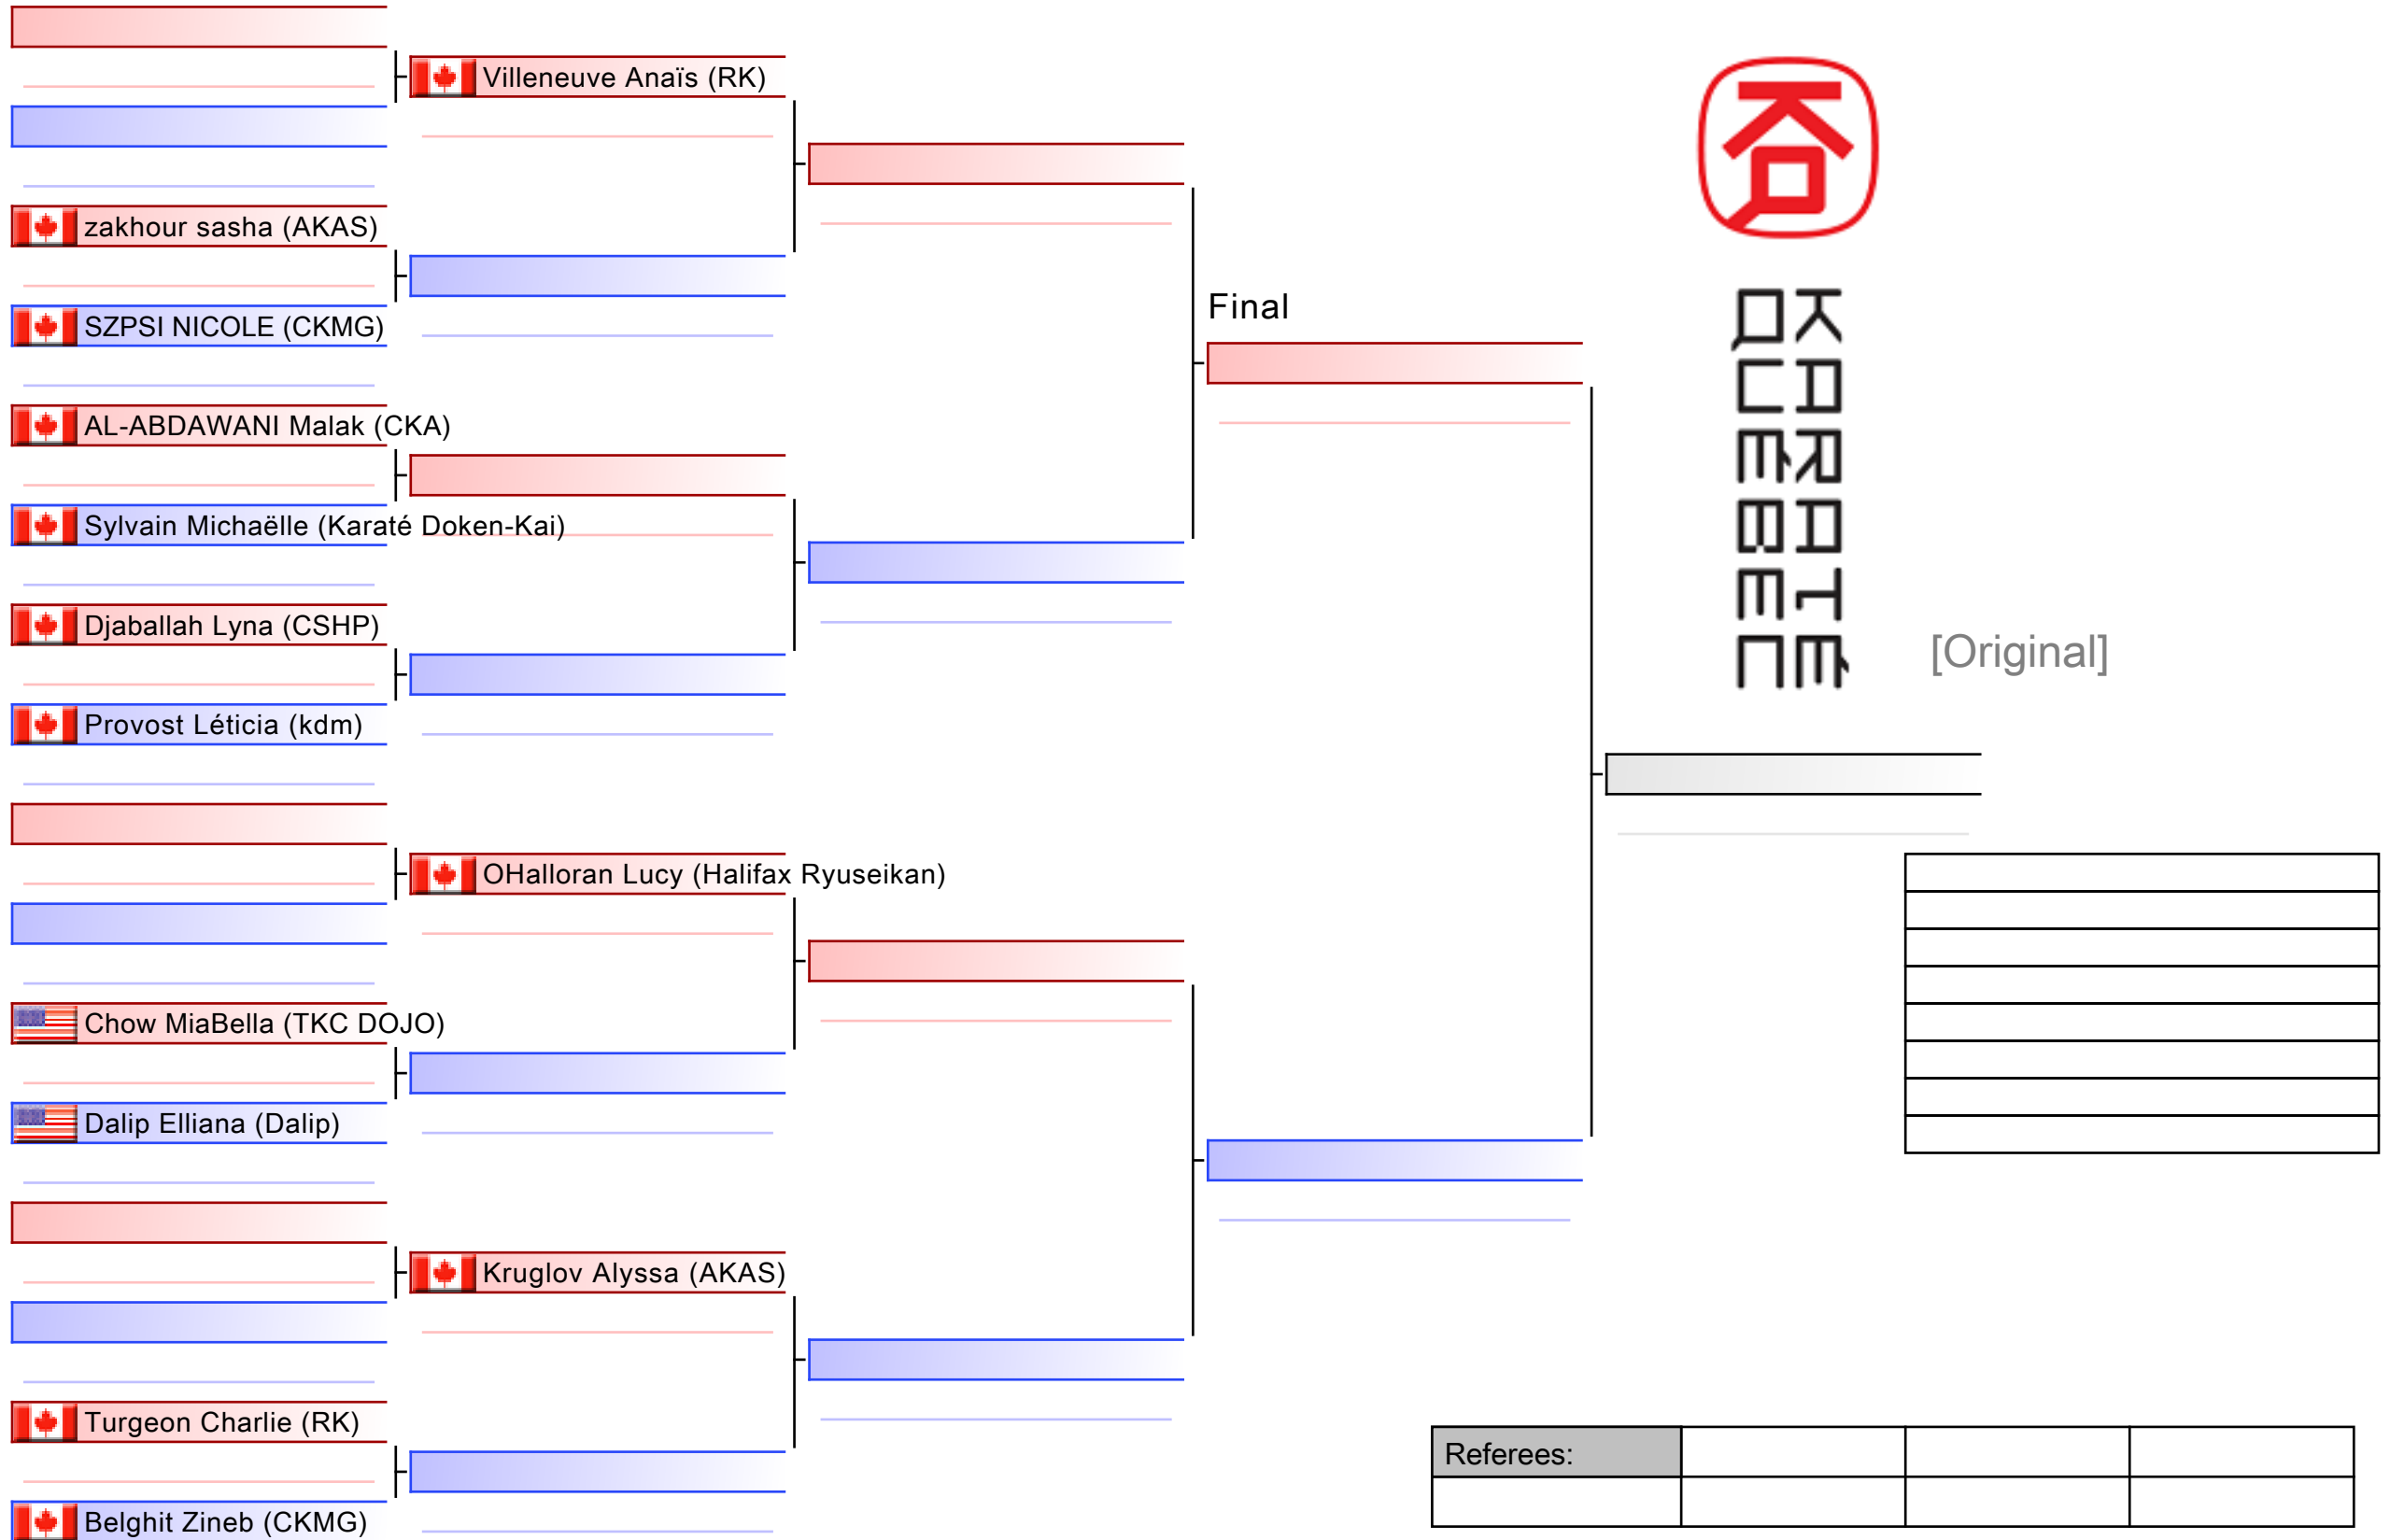 Villeneuve Anaïs (RK)
zakhour sasha (AKAS)
SZPSI NICOLE (CKMG)
AL-ABDAWANI Malak (CKA)
Sylvain Michaëlle (Karaté Doken-Kai)
Djaballah Lyna (CSHP)
Provost Léticia (kdm)
OHalloran Lucy (Halifax Ryuseikan)
Chow MiaBella (TKC DOJO)
Dalip Elliana (Dalip)
Kruglov Alyssa (AKAS)
Turgeon Charlie (RK)
Belghit Zineb (CKMG)
Final
KARATÉ
QUÉBEC
[Original]
Referees: